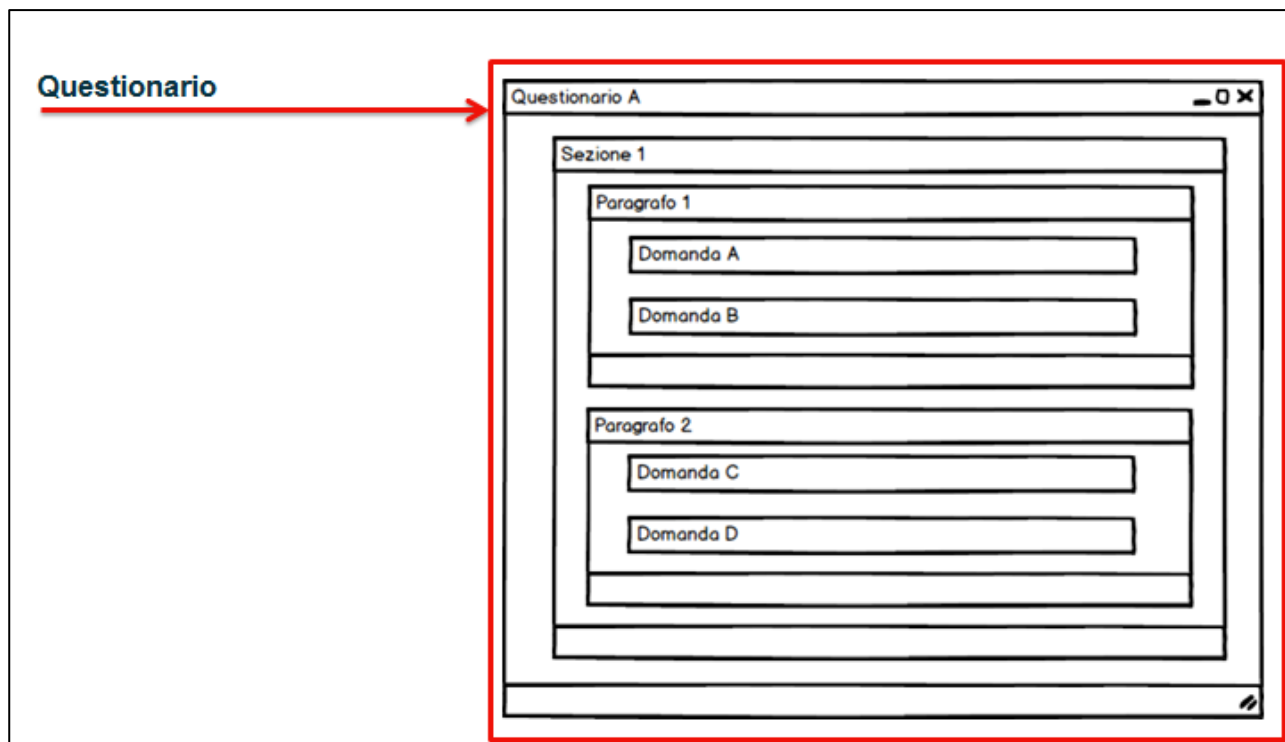 Questionario
Questionario A
Sezione 1
Paragrafo 1
Domanda A
Domanda B
Paragrafo 2
Domanda C
Domanda D